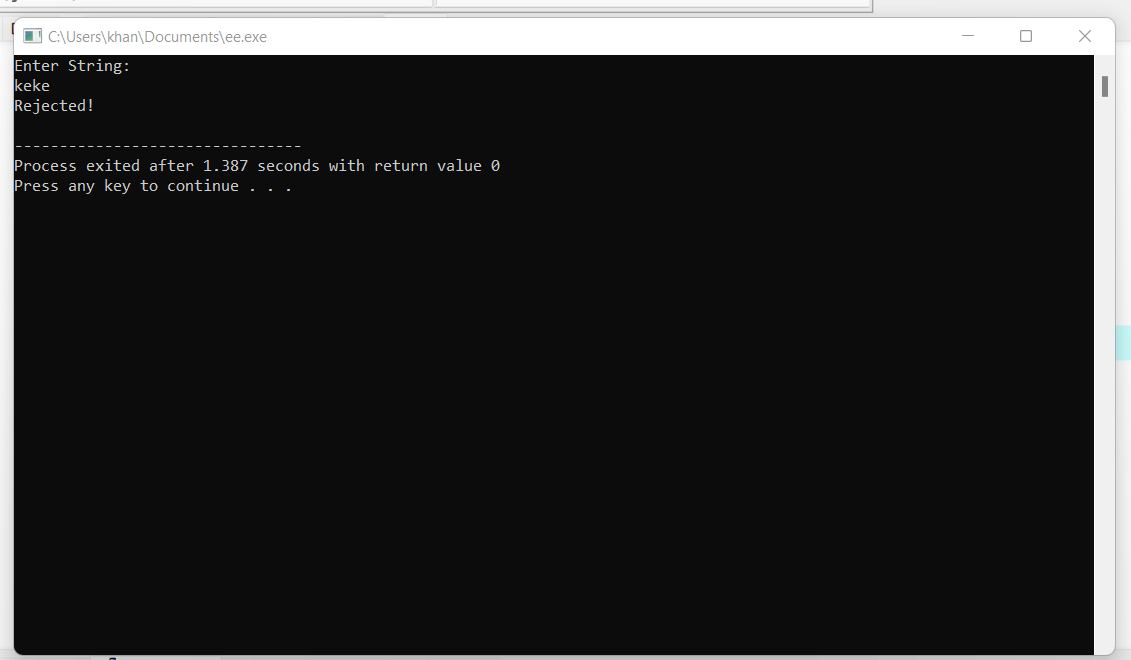 C:\Users\khan\Documents\ee.exe
Enter String:
keke
Rejected!
--------------------------------
Process exited after 1.387 seconds with return value 0
Press any key to continue . . .